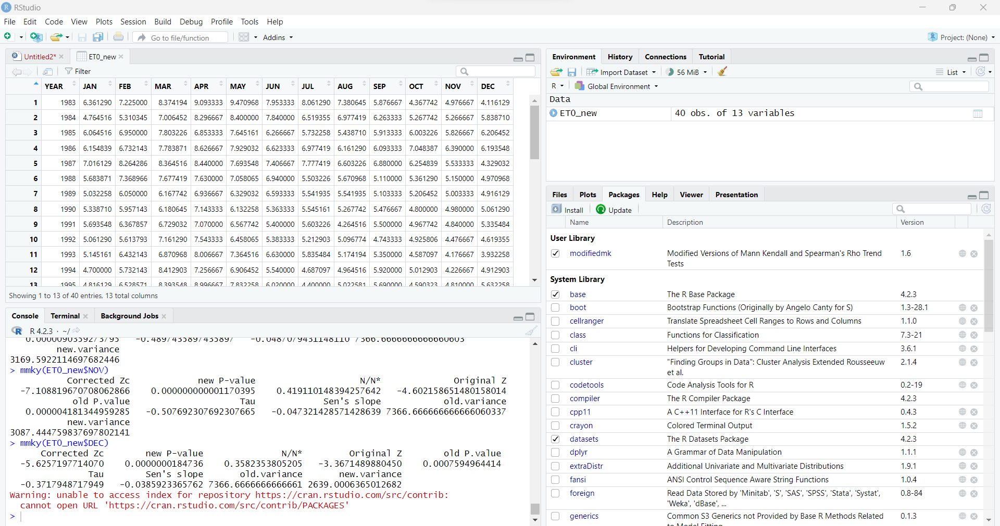 RStudio
File Edit Code View Plots Session Build Debug Profile Tools Help
Go to file/function Addins Project: (None)
Untitled2* ET0_new
Filter
YEAR JAN FEB MAR APR MAY JUN JUL AUG SEP OCT NOV DEC
1 1983 6.361290 7.225000 8.374194 9.093333 9.470968 7.953333 8.061290 7.380645 5.876667 4.367742 4.976667 4.116129
2 1984 4.764516 5.310345 7.006452 8.296667 8.400000 7.840000 6.519355 6.977419 6.263333 5.267742 5.266667 5.838710
3 1985 6.064516 6.950000 7.803226 6.853333 7.645161 6.266667 5.732258 5.438710 5.913333 6.003226 5.826667 6.206452
4 1986 6.154839 6.732143 7.783871 8.626667 7.929032 6.623333 6.977419 6.161290 6.093333 7.048387 6.390000 6.193548
5 1987 7.016129 8.264286 8.364516 8.440000 7.693548 7.406667 7.777419 6.603226 6.880000 6.254839 5.533333 4.329032
6 1988 5.683871 7.368966 7.677419 7.630000 7.058065 6.940000 5.503226 5.670968 5.110000 5.361290 5.150000 4.970968
7 1989 5.032258 6.050000 6.167742 6.936667 6.329032 6.593333 5.541935 5.541935 5.103333 5.206452 5.003333 4.916129
8 1990 5.338710 5.957143 6.180645 7.143333 6.132258 5.363333 5.545161 5.267742 5.476667 4.800000 4.980000 5.061290
9 1991 5.693548 6.367857 6.729032 7.070000 6.567742 5.400000 5.603226 4.264516 5.500000 4.967742 4.840000 5.335484
10 1992 5.061290 5.613793 7.161290 7.543333 6.458065 5.383333 5.212903 5.096774 4.743333 4.925806 4.476667 4.619355
11 1993 5.145161 6.432143 6.870968 8.006667 7.364516 6.630000 5.835484 5.174194 5.350000 4.587097 4.176667 3.932258
12 1994 4.700000 5.732143 8.412903 7.256667 6.906452 5.540000 4.687097 4.964516 5.920000 5.012903 4.226667 4.912903
13 1995 4.816129 6.528571 8.393548 8.996667 7.832258 6.020000 4.400000 5.022581 5.690000 4.590323 4.810000 5.632258
Showing 1 to 13 of 40 entries, 13 total columns
Console Terminal Background Jobs
R 4.2.3 · ~/
0.0000090359273795 -0.4897435897435897 -0.0487079431148110 7366.6666666666660603
new.variance
3169.5922114697682446
> mmky(ET0_new$NOV)
Corrected Zc new P-value N/N* Original Z
-7.108819670708062866 0.000000000001170395 0.419110148394257642 -4.602158651480158014
old P.value Tau Sen's slope old.variance
0.000004181344959285 -0.507692307692307665 -0.047321428571428639 7366.666666666666060337
new.variance
3087.444759837697802141
> mmky(ET0_new$DEC)
Corrected Zc new P-value N/N* Original Z old P.value
-5.6257197714070 0.0000000184736 0.3582353805205 -3.3671489880450 0.0007594964414
Tau Sen's slope old.variance new.variance
-0.3717948717949 -0.0385923365762 7366.6666666666661 2639.0006365012682
Warning: unable to access index for repository https://cran.rstudio.com/src/contrib:
cannot open URL 'https://cran.rstudio.com/src/contrib/PACKAGES'
>
Environment History Connections Tutorial
Import Dataset 56 MiB List
R Global Environment
Data
ET0_new 40 obs. of 13 variables
Files Plots Packages Help Viewer Presentation
Install Update
Name Description Version
User Library
modifiedmk Modified Versions of Mann Kendall and Spearman's Rho Trend 1.6
Tests
System Library
base The R Base Package 4.2.3
boot Bootstrap Functions (Originally by Angelo Canty for S) 1.3-28.1
cellranger Translate Spreadsheet Cell Ranges to Rows and Columns 1.1.0
class Functions for Classification 7.3-21
cli Helpers for Developing Command Line Interfaces 3.6.1
cluster "Finding Groups in Data": Cluster Analysis Extended Rousseeuw 2.1.4
et al.
codetools Code Analysis Tools for R 0.2-19
compiler The R Compiler Package 4.2.3
cpp11 A C++11 Interface for R's C Interface 0.4.3
crayon Colored Terminal Output 1.5.2
datasets The R Datasets Package 4.2.3
dplyr A Grammar of Data Manipulation 1.1.1
extraDistr Additional Univariate and Multivariate Distributions 1.9.1
fansi ANSI Control Sequence Aware String Functions 1.0.4
foreign Read Data Stored by 'Minitab', 'S', 'SAS', 'SPSS', 'Stata', 'Systat', 0.8-84
'Weka', 'dBase', ...
generics Common S3 Generics not Provided by Base R Methods Related 0.1.3
to Model Fitting